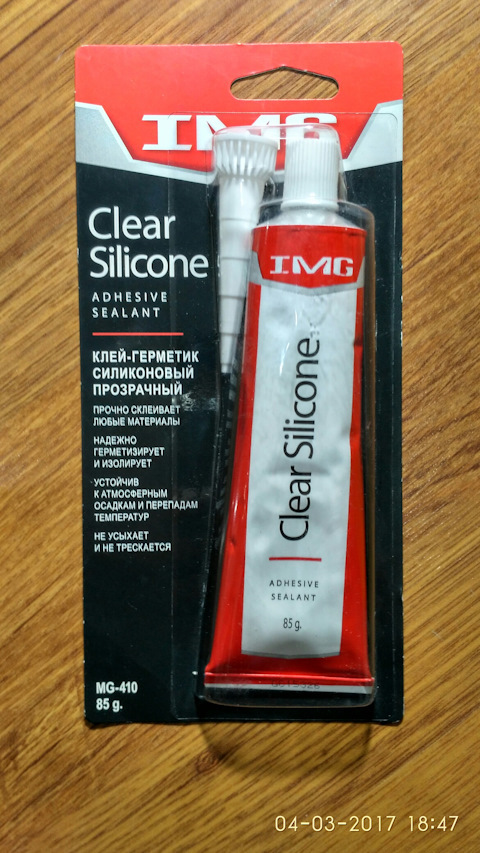 IMG
Clear
Silicone
ADHESIVE
SEALANT
КЛЕЙ-ГЕРМЕТИК
СИЛИКОНОВЫЙ
ПРОЗРАЧНЫЙ
ПРОЧНО СКЛЕИВАЕТ
ЛЮБЫЕ МАТЕРИАЛЫ
НАДЕЖНО
ГЕРМЕТИЗИРУЕТ
И ИЗОЛИРУЕТ
УСТОЙЧИВ
К АТМОСФЕРНЫМ
ОСАДКАМ И ПЕРЕПАДАМ
ТЕМПЕРАТУР
НЕ УСЫХАЕТ
И НЕ ТРЕСКАЕТСЯ
MG-410
85 g.
IMG
Clear Silicone
ADHESIVE
SEALANT
85 g.
04-03-2017 18:47